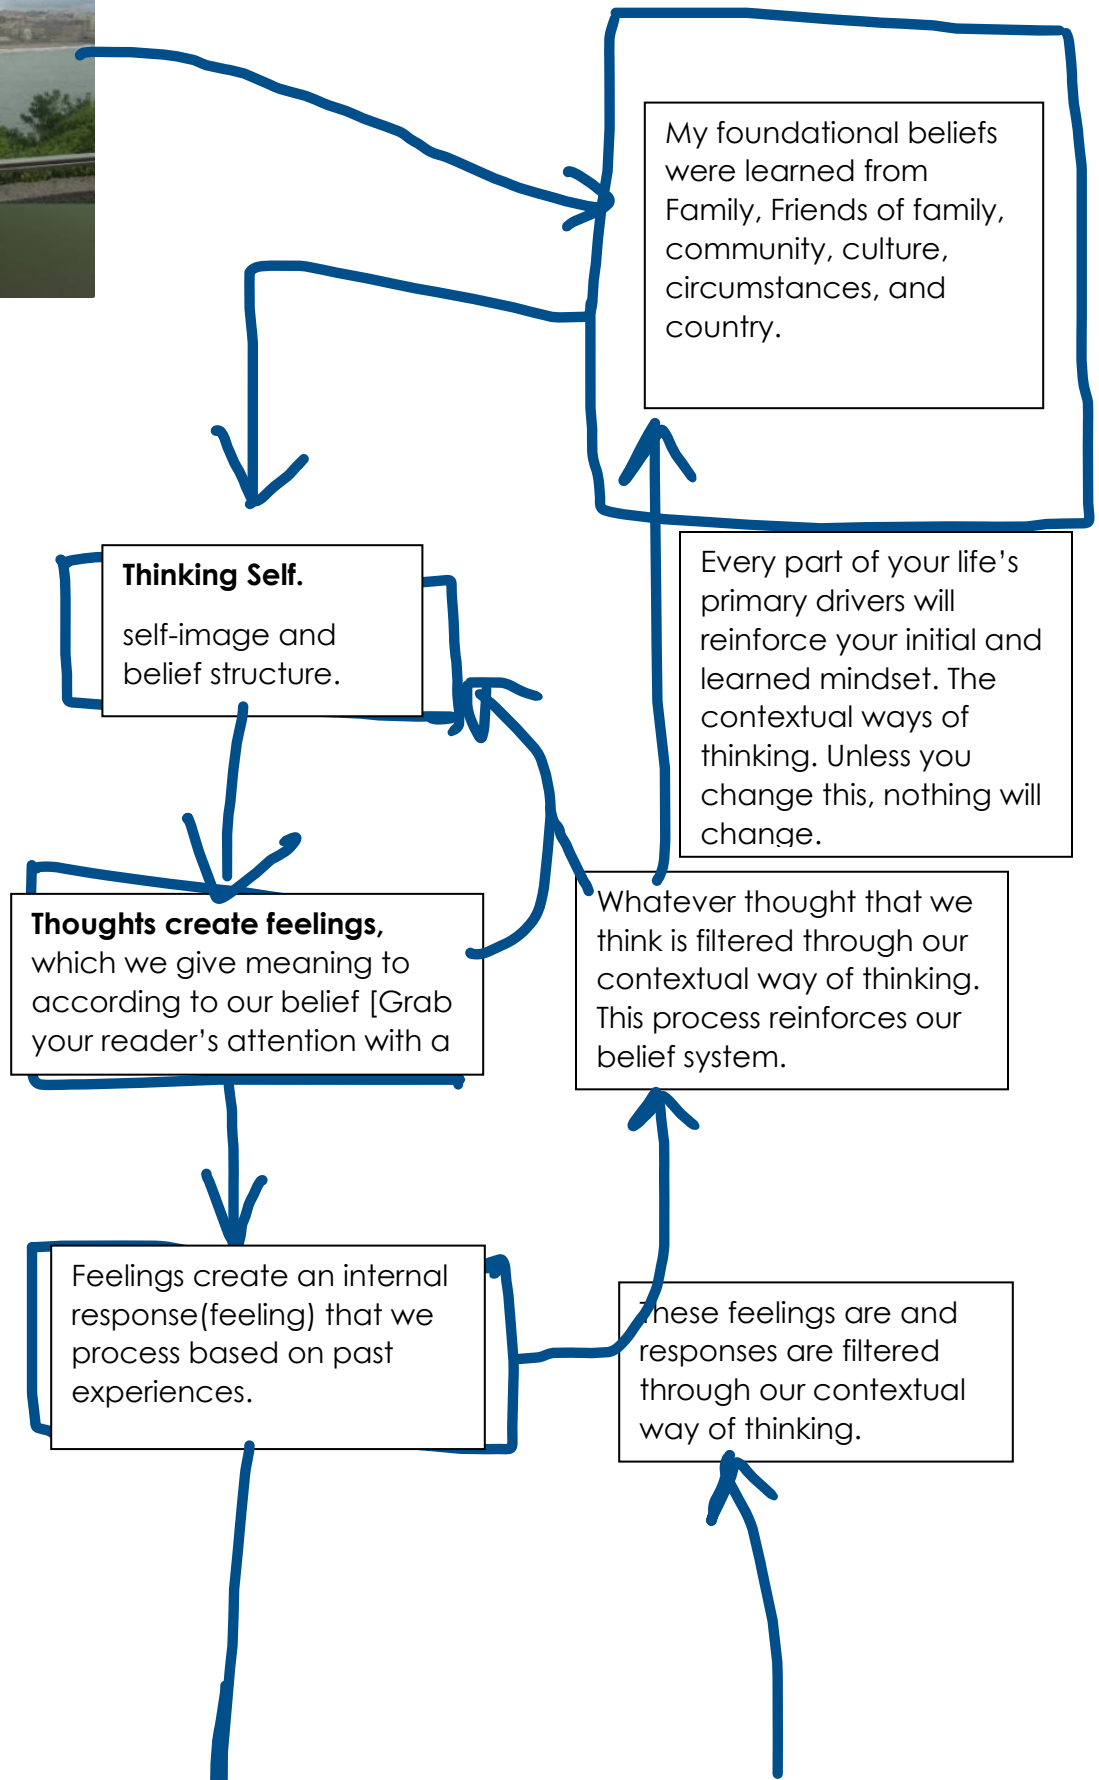 My foundational beliefs
were learned from
Family, Friends of family,
community, culture,
circumstances, and
country.
Thinking Self.
self-image and
belief structure.
Every part of your life's
primary drivers will
reinforce your initial and
learned mindset. The
contextual ways of
thinking. Unless you
change this, nothing will
change.
Thoughts create feelings,
which we give meaning to
according to our belief [Grab
your reader’s attention with a
Whatever thought that we
think is filtered through our
contextual way of thinking.
This process reinforces our
belief system.
Feelings create an internal
response(feeling) that we
process based on past
experiences.
These feelings are and
responses are filtered
through our contextual
way of thinking.